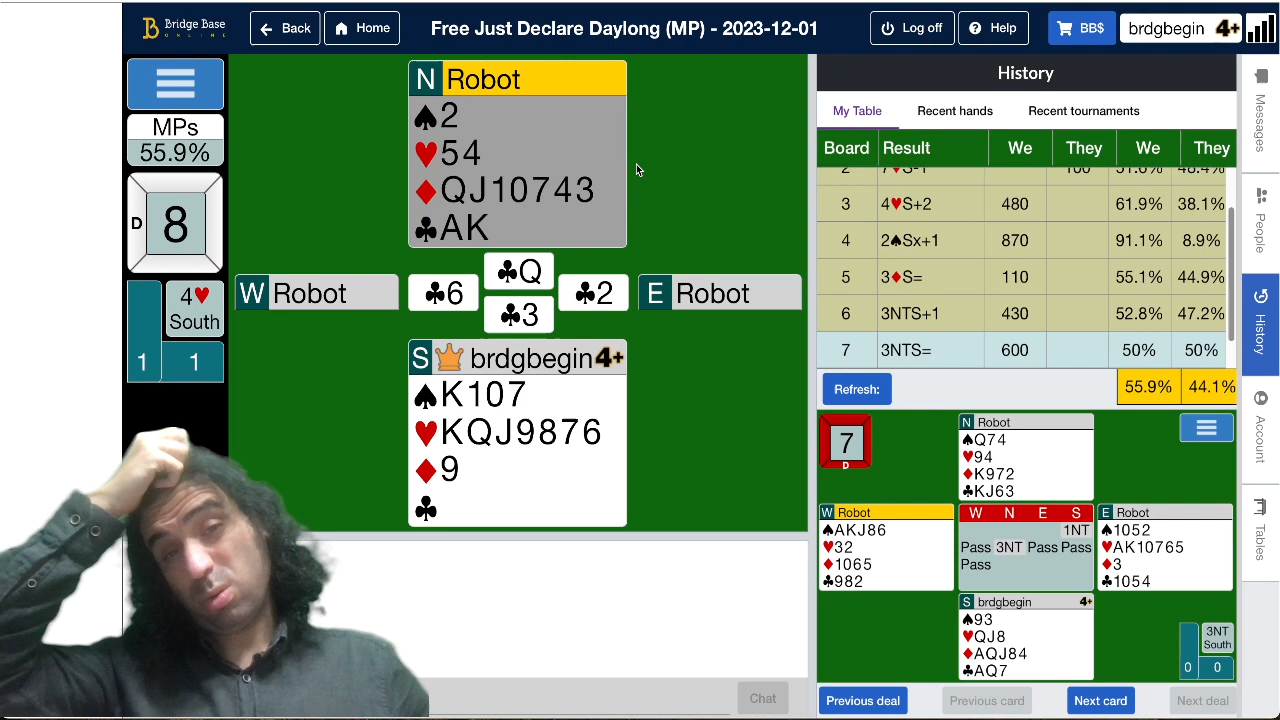 Bridge Base
ONLINE
Back
Home
Free Just Declare Daylong (MP) - 2023-12-01
Log off
Help
BB$
brdgbegin 4+
MPs
55.9%
D 8
4♥
South
1 1
N Robot
♠2
♥54
♦QJ10743
♣AK
W Robot
♣6
♣Q
♣3
♣2
E Robot
S brdgbegin 4+
♠K107
♥KQJ9876
♦9
♣
Chat
History
My Table Recent hands Recent tournaments
Board Result We They We They
3 4♥S+2 480 61.9% 38.1%
4 2♠Sx+1 870 91.1% 8.9%
5 3♦S= 110 55.1% 44.9%
6 3NTS+1 430 52.8% 47.2%
7 3NTS= 600 50% 50%
Refresh: 55.9% 44.1%
7
D
N Robot
♠Q74
♥94
♦K972
♣KJ63
W Robot
♠AKJ86
♥32
♦1065
♣982
W N E S
1NT
Pass 3NT Pass Pass
Pass
E Robot
♠1052
♥AK10765
♦3
♣1054
S brdgbegin 4+
♠93
♥QJ8
♦AQJ84
♣AQ7
3NT
South
0 0
Previous deal Previous card Next card Next deal
Messages
People
History
Account
Tables